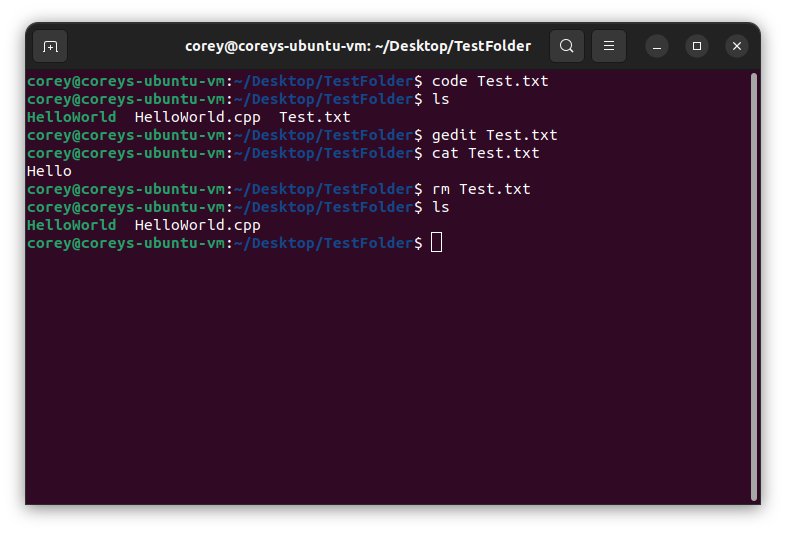 corey@coreys-ubuntu-vm: ~/Desktop/TestFolder
corey@coreys-ubuntu-vm:~/Desktop/TestFolder$ code Test.txt
corey@coreys-ubuntu-vm:~/Desktop/TestFolder$ ls
HelloWorld  HelloWorld.cpp  Test.txt
corey@coreys-ubuntu-vm:~/Desktop/TestFolder$ gedit Test.txt
corey@coreys-ubuntu-vm:~/Desktop/TestFolder$ cat Test.txt
Hello
corey@coreys-ubuntu-vm:~/Desktop/TestFolder$ rm Test.txt
corey@coreys-ubuntu-vm:~/Desktop/TestFolder$ ls
HelloWorld  HelloWorld.cpp
corey@coreys-ubuntu-vm:~/Desktop/TestFolder$